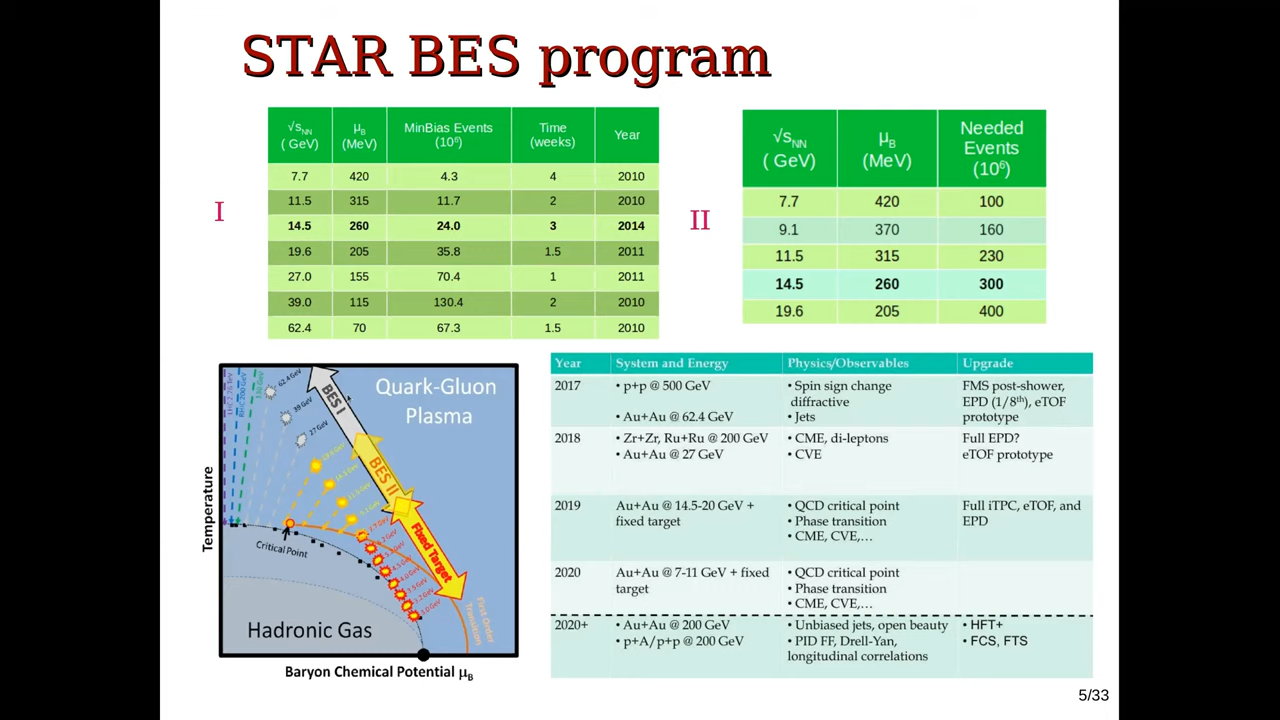 STAR BES program
I
√sNN ( GeV) μB (MeV) MinBias Events (10⁶) Time (weeks) Year
7.7 420 4.3 4 2010
11.5 315 11.7 2 2010
14.5 260 24.0 3 2014
19.6 205 35.8 1.5 2011
27.0 155 70.4 1 2011
39.0 115 130.4 2 2010
62.4 70 67.3 1.5 2010
II
√sNN ( GeV) μB (MeV) Needed Events (10⁶)
7.7 420 100
9.1 370 160
11.5 315 230
14.5 260 300
19.6 205 400
Quark-Gluon
Plasma
BES I
BES II
Fixed Target
62.4 GeV
39 GeV
27 GeV
Critical Point
First Order
Transition
Hadronic Gas
Temperature
Baryon Chemical Potential μB
Year System and Energy Physics/Observables Upgrade
2017 • p+p @ 500 GeV • Spin sign change FMS post-shower,
diffractive EPD (1/8th), eTOF
• Au+Au @ 62.4 GeV • Jets prototype
2018 • Zr+Zr, Ru+Ru @ 200 GeV • CME, di-leptons Full EPD?
• Au+Au @ 27 GeV • CVE eTOF prototype
2019 Au+Au @ 14.5-20 GeV + • QCD critical point Full iTPC, eTOF, and
fixed target • Phase transition EPD
• CME, CVE,...
2020 Au+Au @ 7-11 GeV + fixed • QCD critical point
target • Phase transition
• CME, CVE,...
2020+ • Au+Au @ 200 GeV • Unbiased jets, open beauty • HFT+
• p+A/p+p @ 200 GeV • PID FF, Drell-Yan, • FCS, FTS
longitudinal correlations
5/33